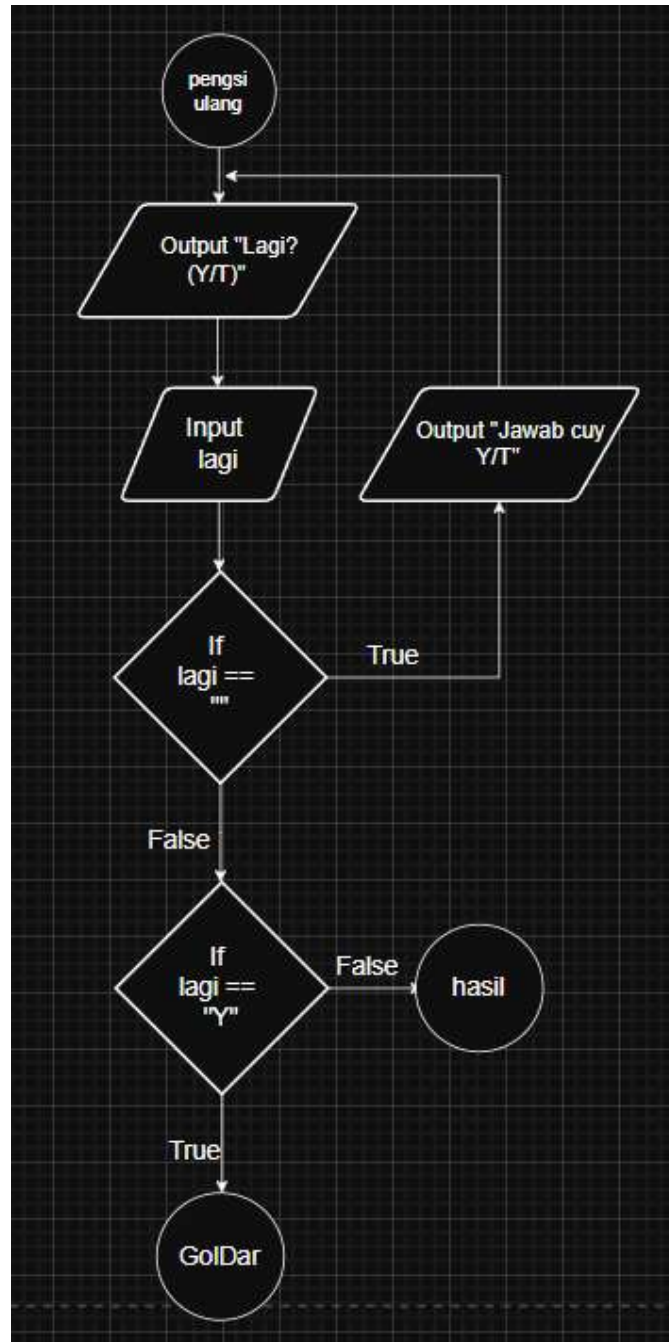 pengsi
ulang
Output "Lagi?
(Y/T)"
Input
lagi
Output "Jawab cuy
Y/T"
If
lagi ==
""
True
False
If
lagi ==
"Y"
False
hasil
True
GolDar